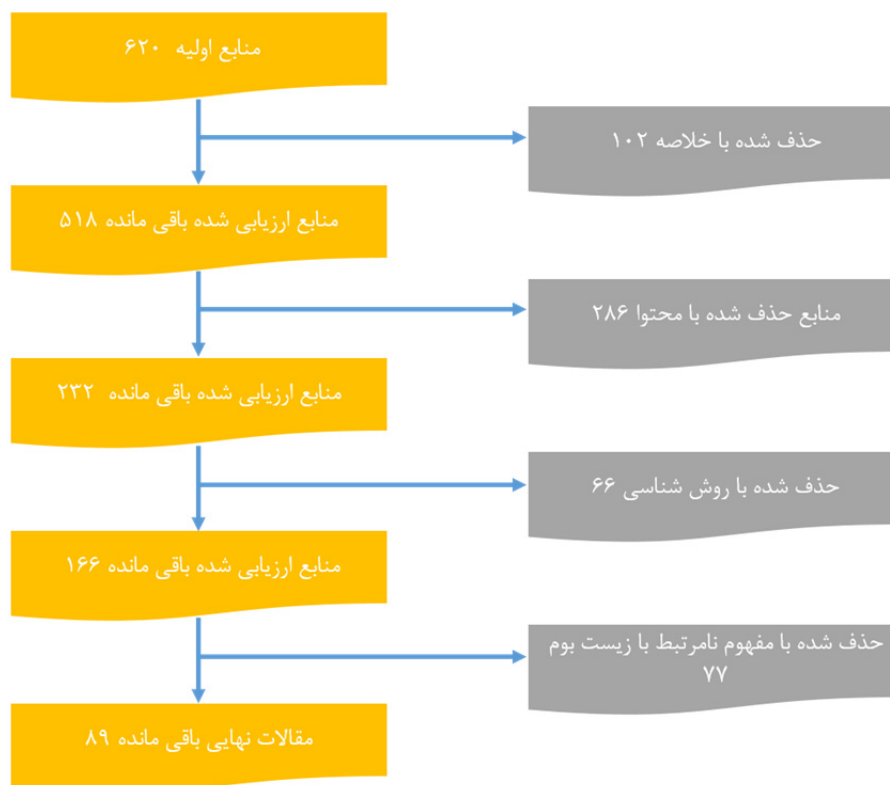 منابع اولیه ۶۲۰
حذف شده با خلاصه ۱۰۲
منابع ارزیابی شده باقی مانده ۵۱۸
منابع حذف شده با محتوا ۲۸۶
منابع ارزیابی شده باقی مانده ۲۳۲
حذف شده با روش شناسی ۶۶
منابع ارزیابی شده باقی مانده ۱۶۶
حذف شده با مفهوم نامرتبط با زیست بوم
۷۷
مقالات نهایی باقی مانده ۸۹